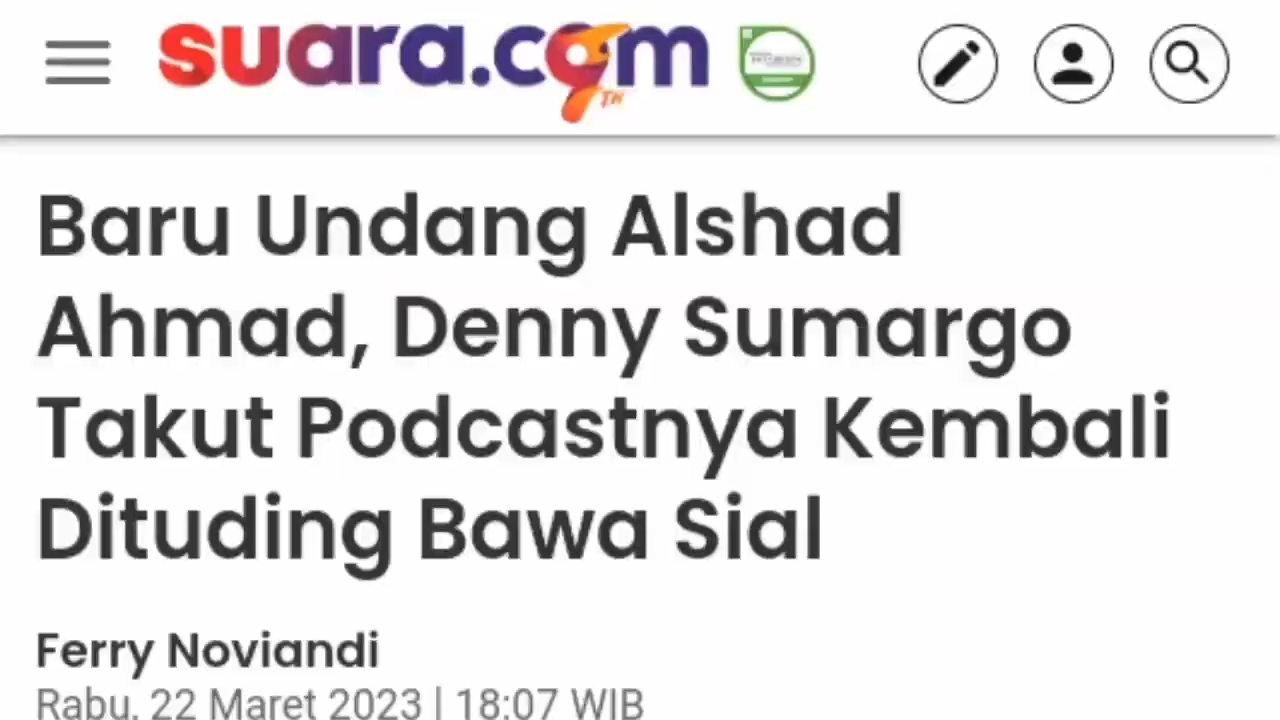 suara.com
TM
Baru Undang Alshad
Ahmad, Denny Sumargo
Takut Podcastnya Kembali
Dituding Bawa Sial
Ferry Noviandi
Rabu, 22 Maret 2023 | 18:07 WIB